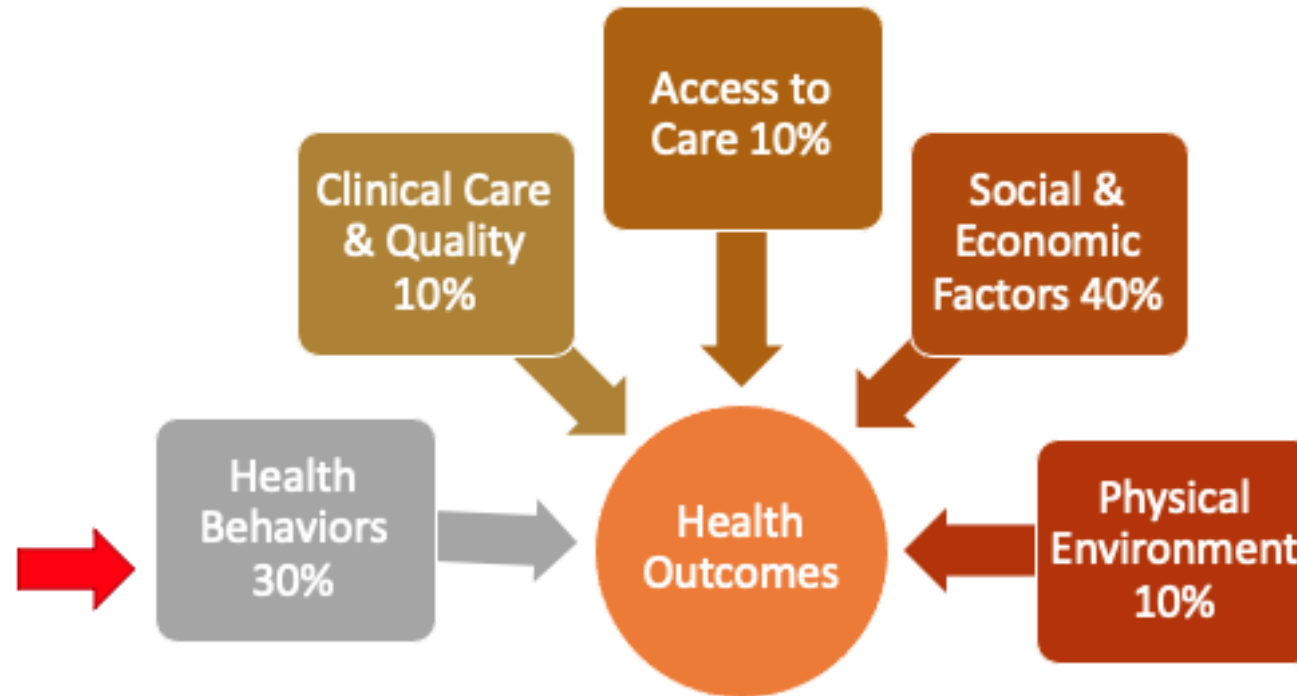 Access to
Care 10%
Clinical Care
& Quality
10%
Social &
Economic
Factors 40%
Health
Behaviors
30%
Health
Outcomes
Physical
Environment
10%